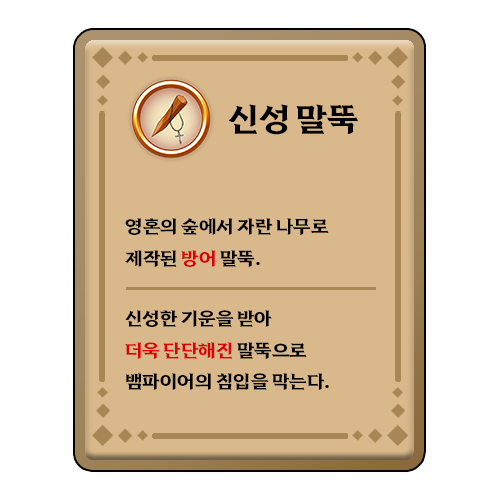 신성 말뚝
영혼의 숲에서 자란 나무로
제작된 방어 말뚝.
신성한 기운을 받아
더욱 단단해진 말뚝으로
뱀파이어의 침입을 막는다.